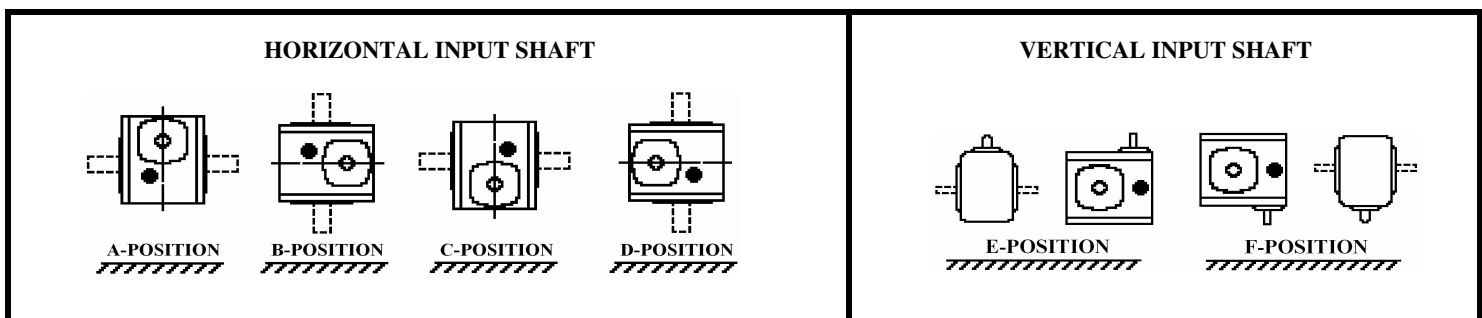 HORIZONTAL INPUT SHAFT
A-POSITION
B-POSITION
C-POSITION
D-POSITION
VERTICAL INPUT SHAFT
E-POSITION
F-POSITION